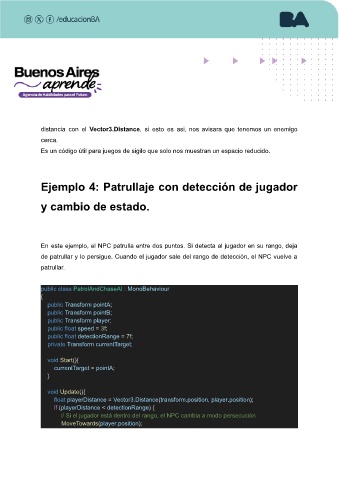 /educacionBA
BA
Buenos Aires
aprende
Agencia de Habilidades para el Futuro
distancia con el Vector3.Distance, si esto es así, nos avisara que tenemos un enemigo
cerca.
Es un código útil para juegos de sigilo que solo nos muestran un espacio reducido.
Ejemplo 4: Patrullaje con detección de jugador
y cambio de estado.
En este ejemplo, el NPC patrulla entre dos puntos. Si detecta al jugador en su rango, deja
de patrullar y lo persigue. Cuando el jugador sale del rango de detección, el NPC vuelve a
patrullar.
public class PatrolAndChaseAI : MonoBehaviour
{
public Transform pointA;
public Transform pointB;
public Transform player;
public float speed = 3f;
public float detectionRange = 7f;
private Transform currentTarget;
void Start(){
currentTarget = pointA;
}
void Update(){
float playerDistance = Vector3.Distance(transform.position, player.position);
if (playerDistance < detectionRange) {
// Si el jugador está dentro del rango, el NPC cambia a modo persecución
MoveTowards(player.position);